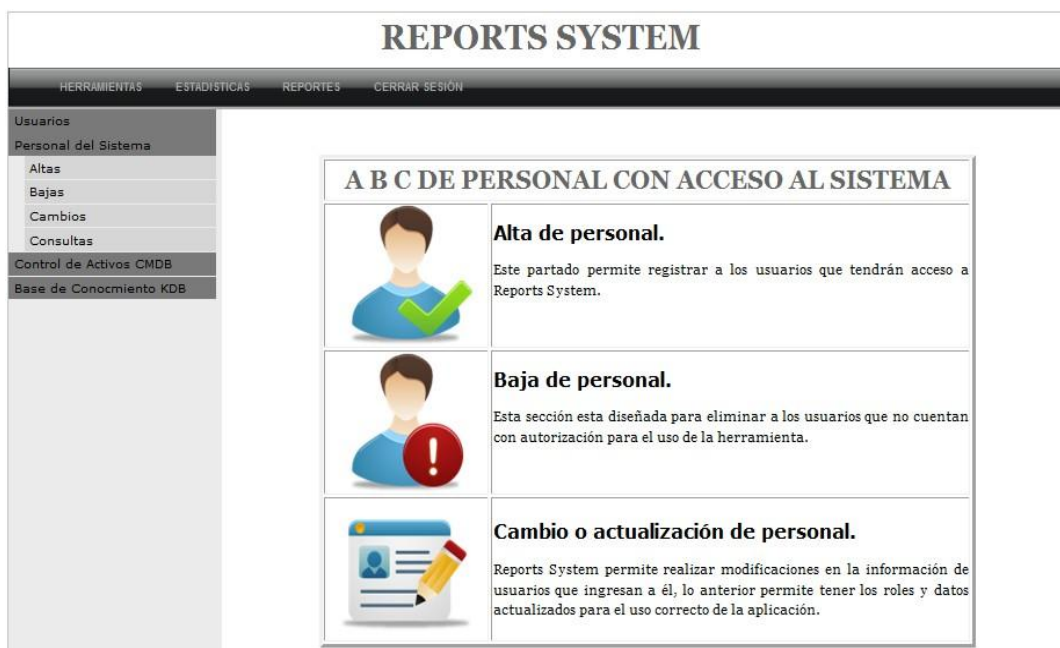 REPORTS SYSTEM
HERRAMIENTAS ESTADISTICAS REPORTES CERRAR SESIÓN
Usuarios
Personal del Sistema
Altas
Bajas
Cambios
Consultas
Control de Activos CMDB
Base de Conocmiento KDB
A B C DE PERSONAL CON ACCESO AL SISTEMA
Alta de personal.
Este partado permite registrar a los usuarios que tendrán acceso a
Reports System.
Baja de personal.
Esta sección esta diseñada para eliminar a los usuarios que no cuentan
con autorización para el uso de la herramienta.
Cambio o actualización de personal.
Reports System permite realizar modificaciones en la información de
usuarios que ingresan a él, lo anterior permite tener los roles y datos
actualizados para el uso correcto de la aplicación.